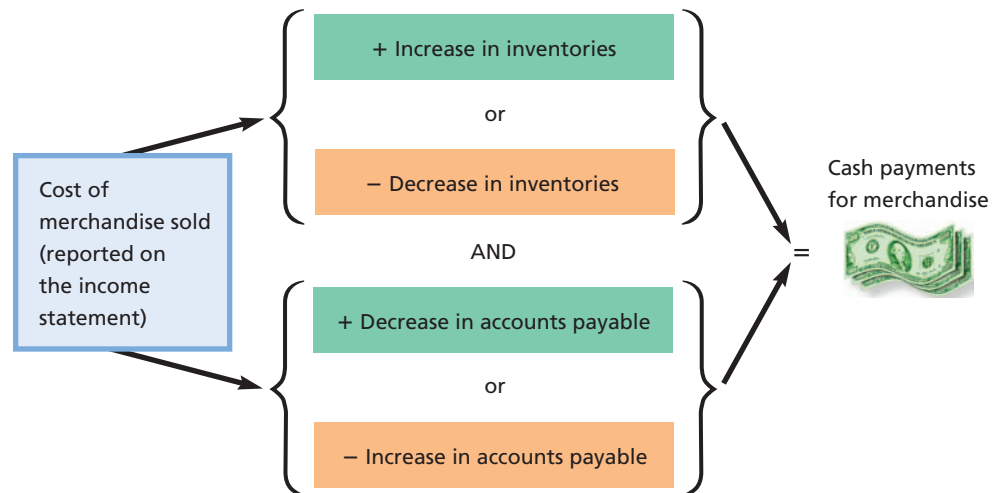 + Increase in inventories
or
− Decrease in inventories
Cost of
merchandise sold
(reported on
the income
statement)
AND
+ Decrease in accounts payable
or
− Increase in accounts payable
=
Cash payments
for merchandise